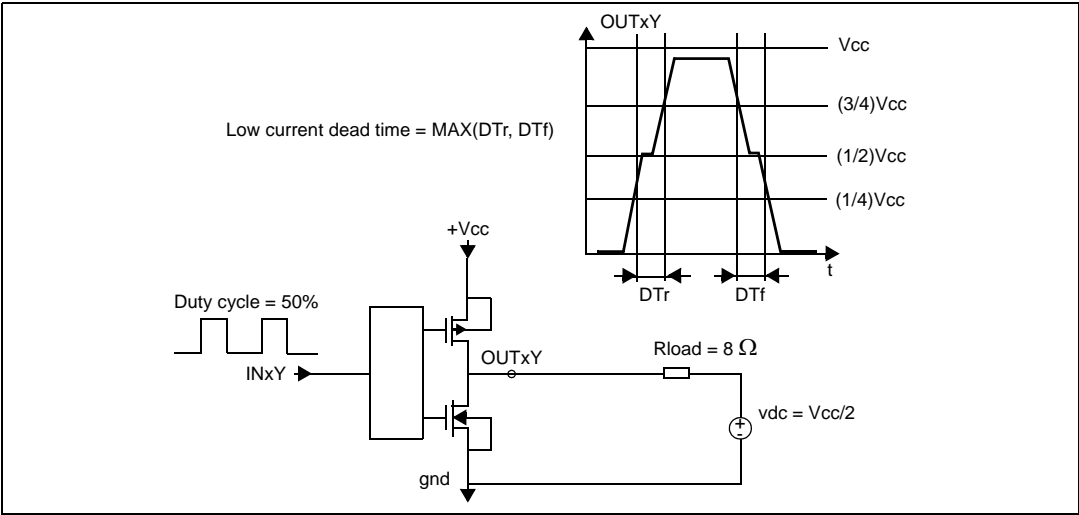 OUTxY
Vcc
(3/4)Vcc
Low current dead time = MAX(DTr, DTf)
(1/2)Vcc
(1/4)Vcc
+Vcc
t
DTr
DTf
Duty cycle = 50%
Rload = 8 Ω
OUTxY
INxY
vdc = Vcc/2
+
-
gnd